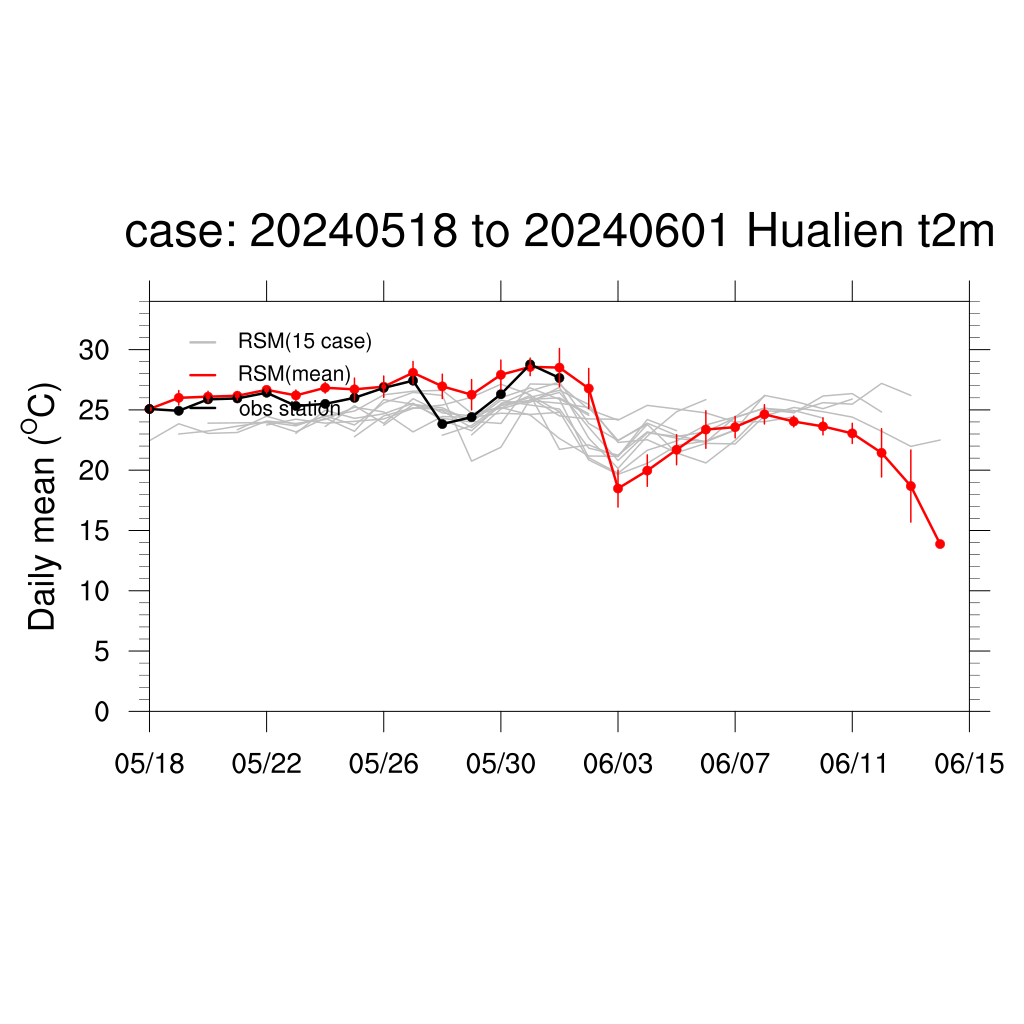 case: 20240518 to 20240601 Hualien t2m
RSM(15 case)
RSM(mean)
obs station
Daily mean (°C)
30
25
20
15
10
5
0
05/18 05/22 05/26 05/30 06/03 06/07 06/11 06/15